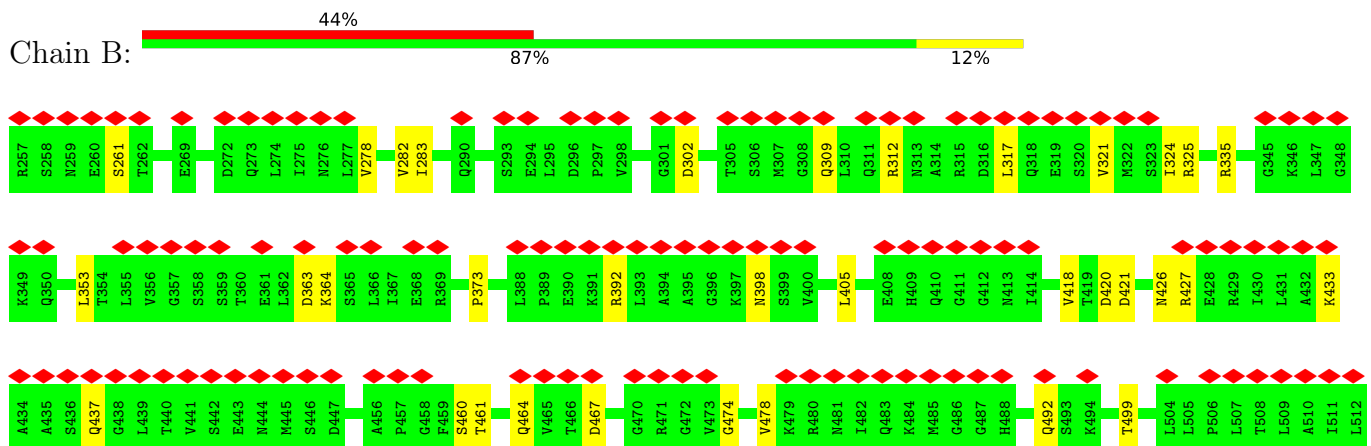 44%
Chain B:
87% 12%
R257 S258 N259 E260 S261 T262 E269 D272 Q273 L274 I275 N276 L277 V278 V282 I283 Q290 S293 E294 L295 D296 P297 V298 G301 D302 T305 S306 M307 G308 Q309 L310 Q311 R312 N313 A314 R315 D316 L317 Q318 E319 S320 V321 M322 S323 I324 R325 R335 G345 K346 L347 G348
K349 Q350 L353 T354 L355 V356 G357 S358 S359 T360 E361 L362 D363 K364 S365 L366 I367 E368 R369 P373 L388 P389 E390 K391 R392 L393 A394 A395 G396 K397 N398 S399 V400 L405 E408 H409 Q410 G411 G412 N413 I414 V418 T419 D420 D421 N426 R427 E428 R429 I430 L431 A432 K433
A434 A435 S436 Q437 G438 L439 T440 V441 S442 E443 N444 M445 S446 D447 A456 P457 G458 F459 S460 T461 Q464 V465 T466 D467 G470 R471 G472 V473 G474 V478 K479 R480 N481 I482 Q483 K484 M485 G486 G487 H488 Q492 S493 K494 T499 L504 L505 P506 L507 T508 L509 A510 I511 L512